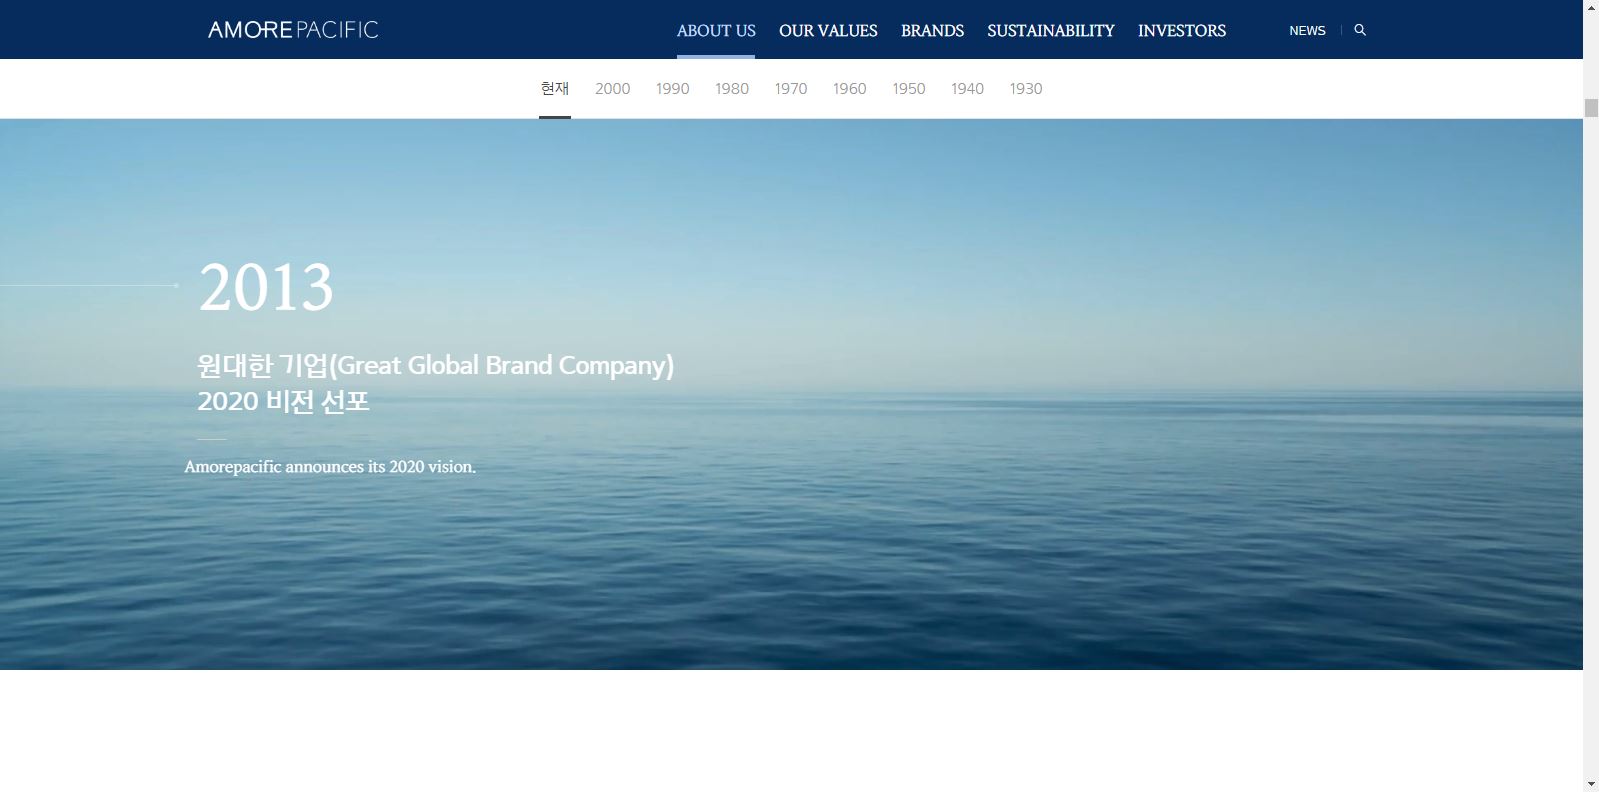 AMOREPACIFIC
ABOUT US OUR VALUES BRANDS SUSTAINABILITY INVESTORS NEWS
현재 2000 1990 1980 1970 1960 1950 1940 1930
2013
원대한 기업(Great Global Brand Company)
2020 비전 선포
Amorepacific announces its 2020 vision.